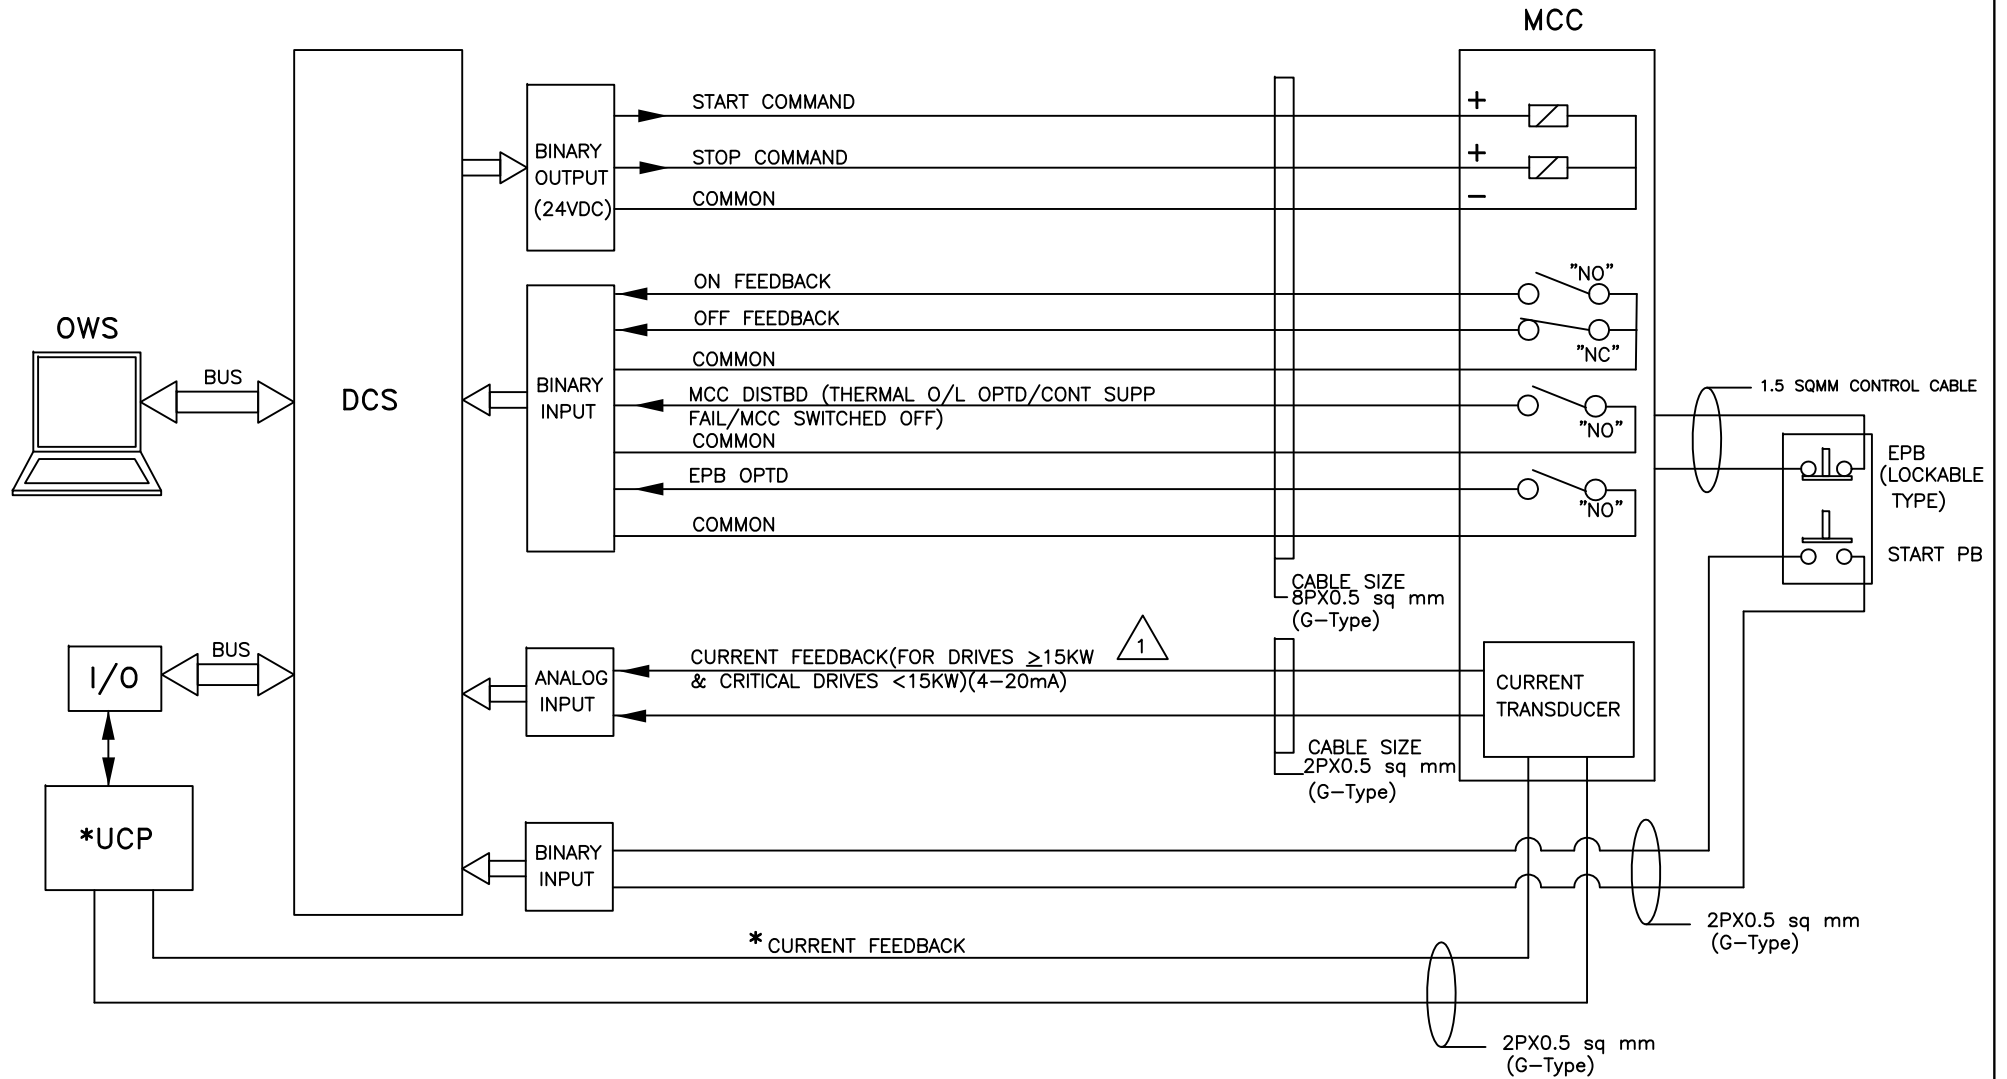 MCC
START COMMAND
+
STOP COMMAND
+
BINARY
OUTPUT
(24VDC)
COMMON
−
ON FEEDBACK
"NO"
OFF FEEDBACK
"NC"
COMMON
OWS
BUS
DCS
BINARY
INPUT
MCC DISTBD (THERMAL O/L OPTD/CONT SUPP
FAIL/MCC SWITCHED OFF)
"NO"
COMMON
EPB OPTD
"NO"
COMMON
1.5 SQMM CONTROL CABLE
EPB
(LOCKABLE
TYPE)
START PB
CABLE SIZE
8PX0.5 sq mm
(G-Type)
BUS
I/O
ANALOG
INPUT
CURRENT FEEDBACK(FOR DRIVES ≥15KW
& CRITICAL DRIVES <15KW)(4-20mA)
1
CURRENT
TRANSDUCER
CABLE SIZE
2PX0.5 sq mm
(G-Type)
*UCP
BINARY
INPUT
2PX0.5 sq mm
(G-Type)
* CURRENT FEEDBACK
2PX0.5 sq mm
(G-Type)